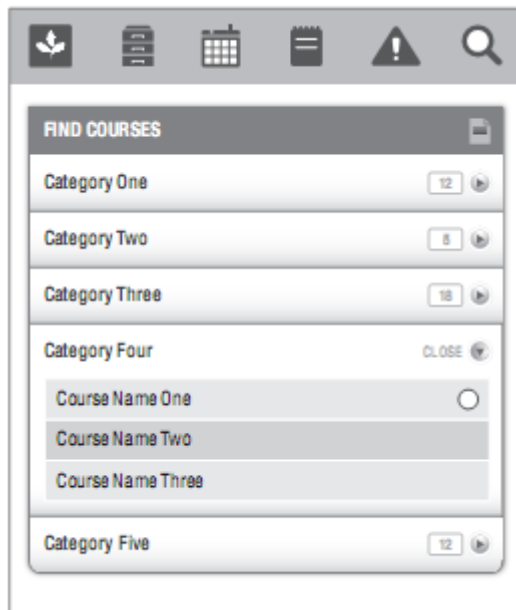 FIND COURSES
Category One 12
Category Two 8
Category Three 18
Category Four CLOSE
Course Name One
Course Name Two
Course Name Three
Category Five 12